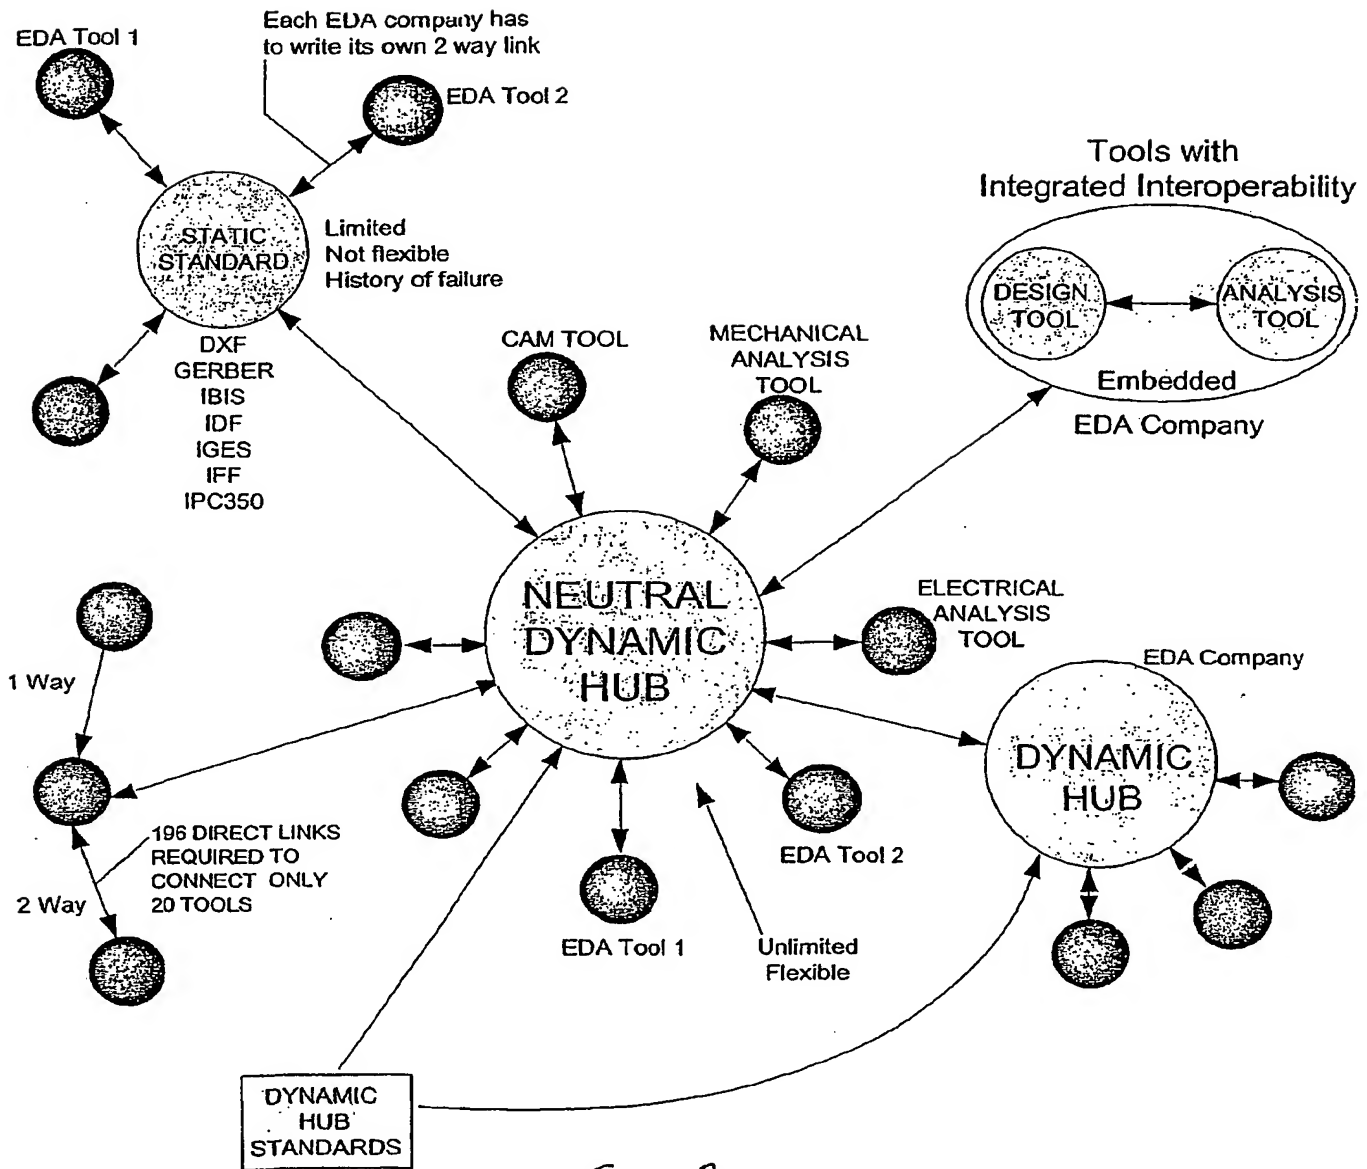 Each EDA company has
to write its own 2 way link
EDA Tool 1
EDA Tool 2
STATIC
STANDARD
Limited
Not flexible
History of failure
DXF
GERBER
IBIS
IDF
IGES
IFF
IPC350
Tools with
Integrated Interoperability
DESIGN
TOOL
ANALYSIS
TOOL
Embedded
EDA Company
CAM TOOL
MECHANICAL
ANALYSIS
TOOL
NEUTRAL
DYNAMIC
HUB
ELECTRICAL
ANALYSIS
TOOL
EDA Company
DYNAMIC
HUB
1 Way
196 DIRECT LINKS
REQUIRED TO
CONNECT ONLY
20 TOOLS
2 Way
EDA Tool 1
EDA Tool 2
Unlimited
Flexible
DYNAMIC
HUB
STANDARDS